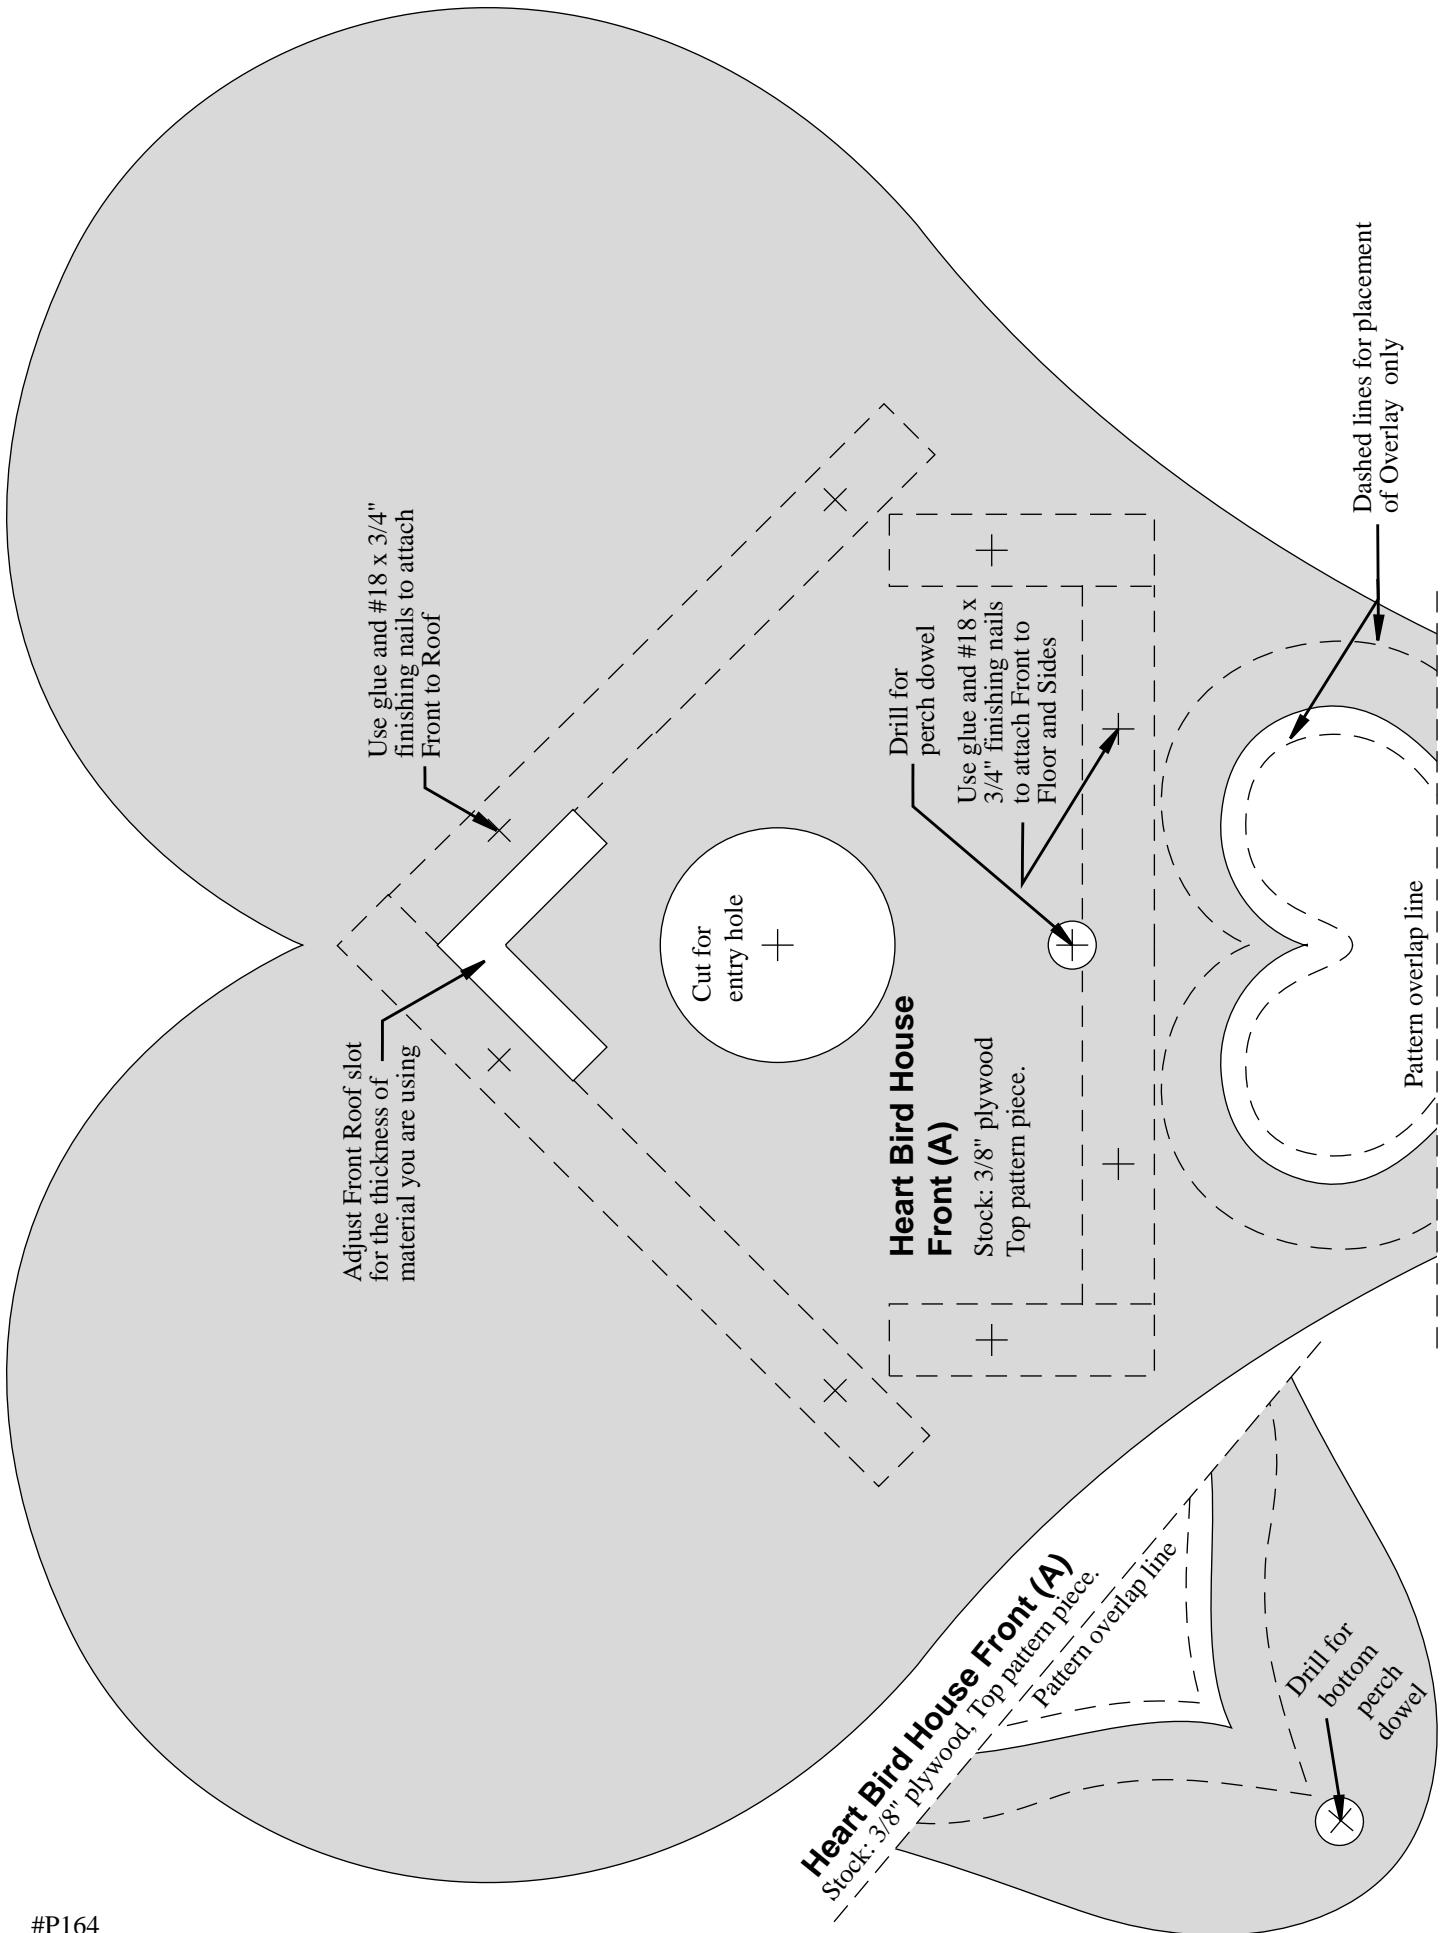 Use glue and #18 x 3/4"
finishing nails to attach
Front to Roof
Adjust Front Roof slot
for the thickness of
material you are using
Cut for
entry hole
Drill for
perch dowel
Use glue and #18 x
3/4" finishing nails
to attach Front to
Floor and Sides
Heart Bird House
Front (A)
Stock: 3/8" plywood
Top pattern piece.
Dashed lines for placement
of Overlay only
Pattern overlap line
Heart Bird House Front (A)
Stock: 3/8" plywood, Top pattern piece.
Pattern overlap line
Drill for
bottom
perch
dowel
#P164